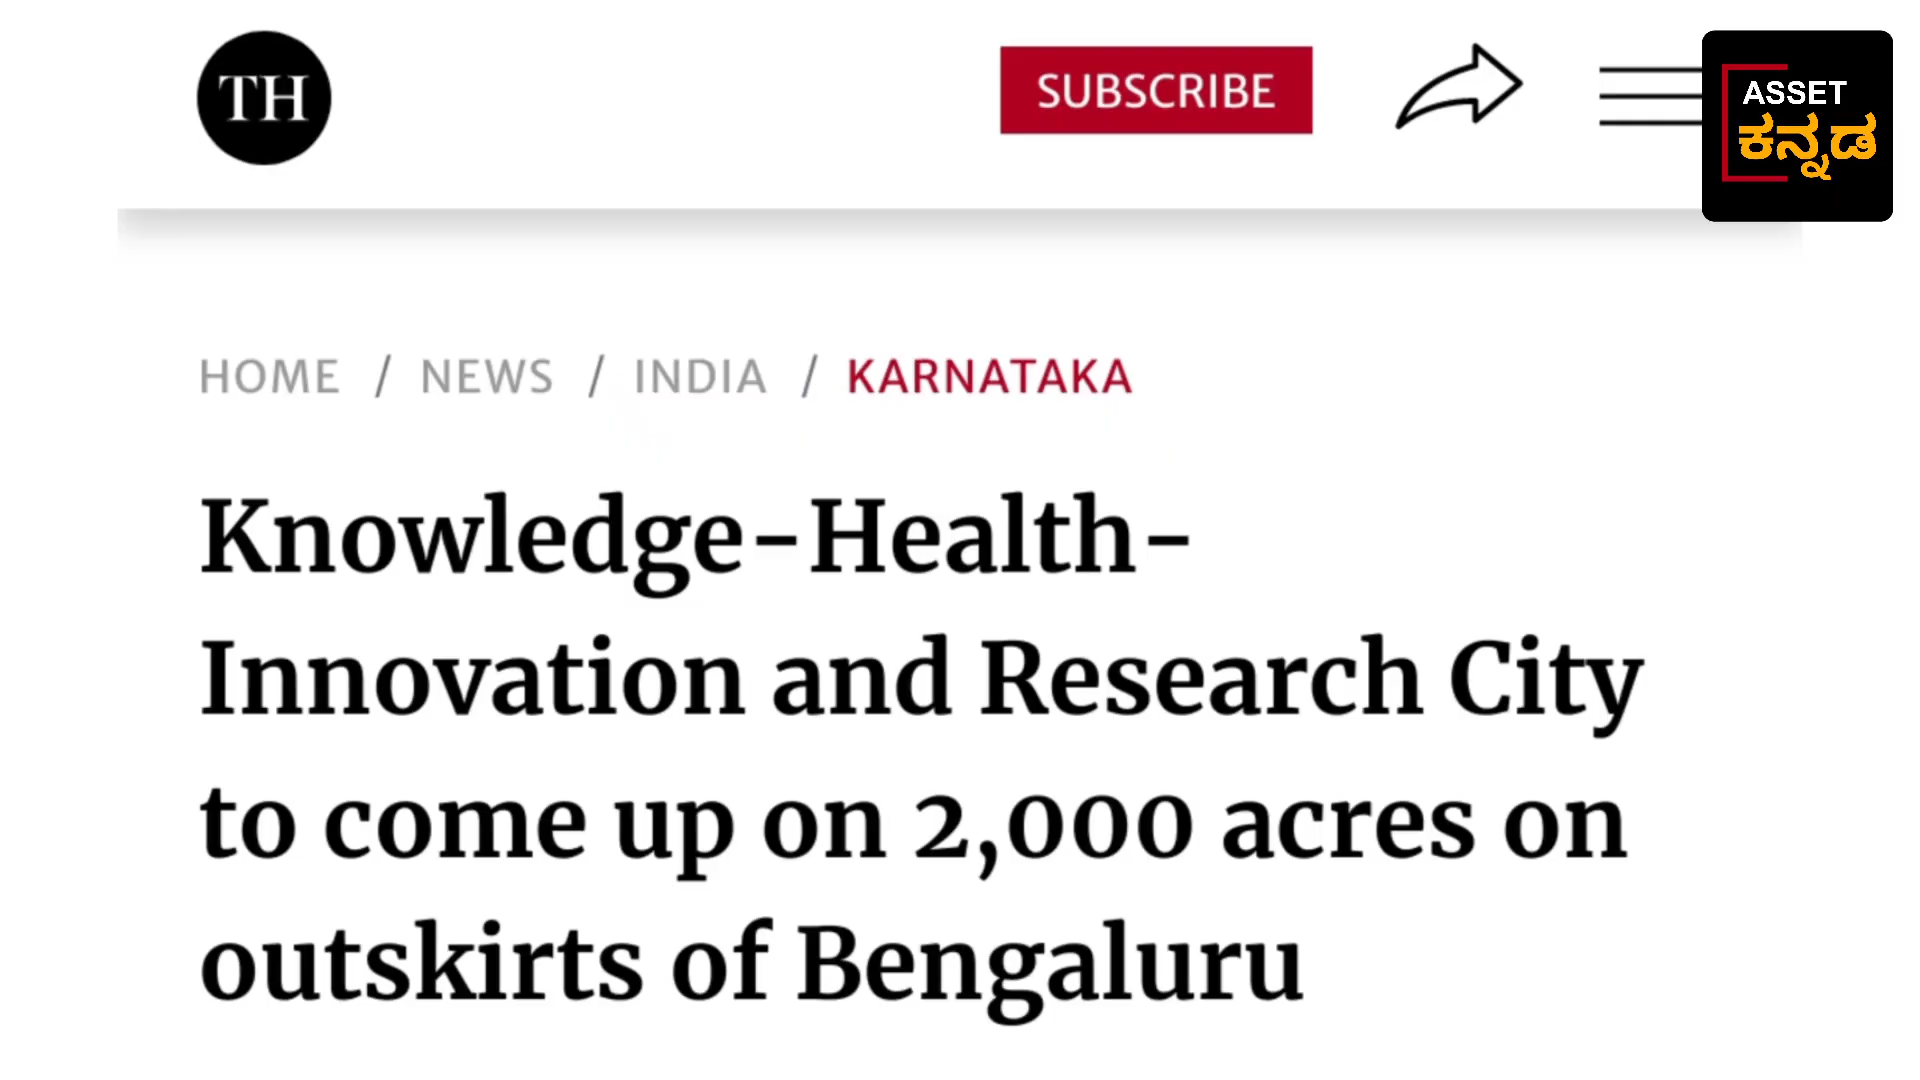 TH
SUBSCRIBE
ASSET
ಕನ್ನಡ
HOME / NEWS / INDIA / KARNATAKA
Knowledge-Health-
Innovation and Research City
to come up on 2,000 acres on
outskirts of Bengaluru